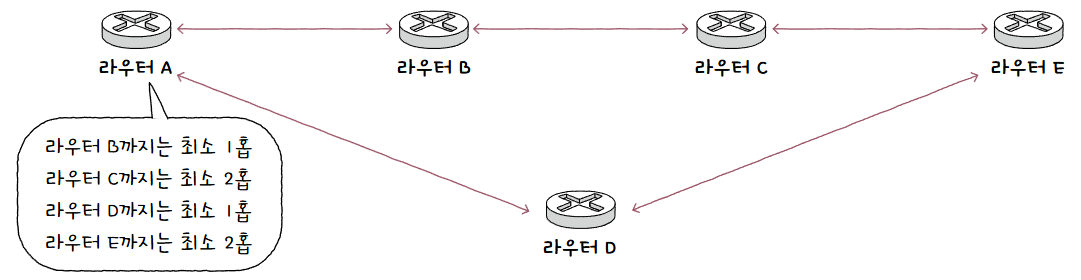 라우터 A
라우터 B
라우터 C
라우터 E
라우터 B까지는 최소 1홉
라우터 C까지는 최소 2홉
라우터 D까지는 최소 1홉
라우터 E까지는 최소 2홉
라우터 D